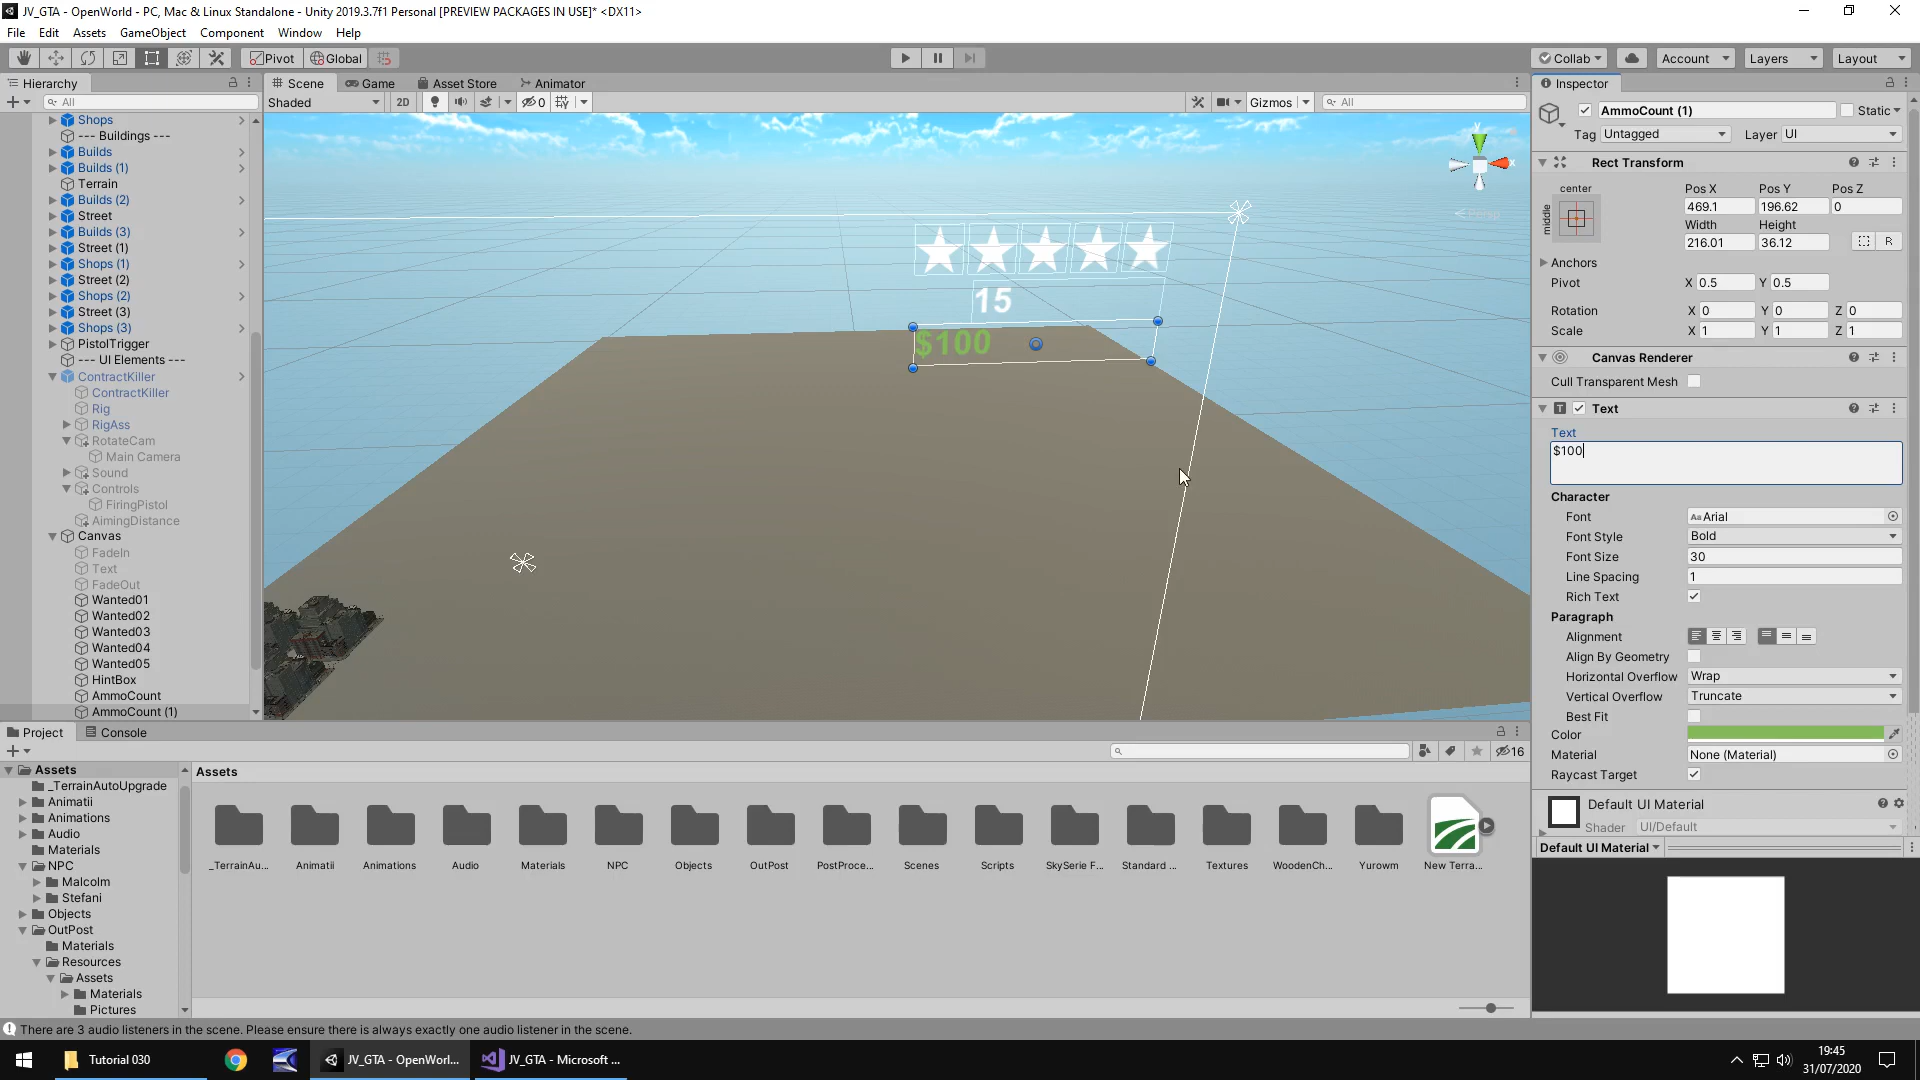 JV_GTA - OpenWorld - PC, Mac & Linux Standalone - Unity 2019.3.7f1 Personal [PREVIEW PACKAGES IN USE]* <DX11>
File Edit Assets GameObject Component Window Help
Pivot Global Collab Account Layers Layout
Hierarchy
All
Shops
--- Buildings ---
Builds
Builds (1)
Terrain
Builds (2)
Street
Builds (3)
Street (1)
Shops (1)
Street (2)
Shops (2)
Street (3)
Shops (3)
PistolTrigger
--- UI Elements ---
ContractKiller
ContractKiller
Rig
RigAss
RotateCam
Main Camera
Sound
Controls
FiringPistol
AimingDistance
Canvas
FadeIn
Text
FadeOut
Wanted01
Wanted02
Wanted03
Wanted04
Wanted05
HintBox
AmmoCount
AmmoCount (1)
Scene Game Asset Store Animator
Shaded 2D 0 Gizmos All
y
x
15
$100
Inspector
AmmoCount (1) Static
Tag Untagged Layer UI
Rect Transform
center
middle
Pos X Pos Y Pos Z
469.1 196.62 0
Width Height
216.01 36.12 R
Anchors
Pivot X 0.5 Y 0.5
Rotation X 0 Y 0 Z 0
Scale X 1 Y 1 Z 1
Canvas Renderer
Cull Transparent Mesh
Text
Text
$100
Character
Font Arial
Font Style Bold
Font Size 30
Line Spacing 1
Rich Text
Paragraph
Alignment
Align By Geometry
Horizontal Overflow Wrap
Vertical Overflow Truncate
Best Fit
Color
Material None (Material)
Raycast Target
Default UI Material
Shader UI/Default
Default UI Material
Project Console
16
Assets
_TerrainAutoUpgrade
Animatii
Animations
Audio
Materials
NPC
Malcolm
Stefani
Objects
OutPost
Materials
Resources
Assets
Materials
Pictures
Assets
_TerrainAu... Animatii Animations Audio Materials NPC Objects OutPost PostProce... Scenes Scripts SkySerie F... Standard ... Textures WoodenCh... Yurowm New Terra...
There are 3 audio listeners in the scene. Please ensure there is always exactly one audio listener in the scene.
Tutorial 030 JV_GTA - OpenWorl... JV_GTA - Microsoft ...
19:45
31/07/2020